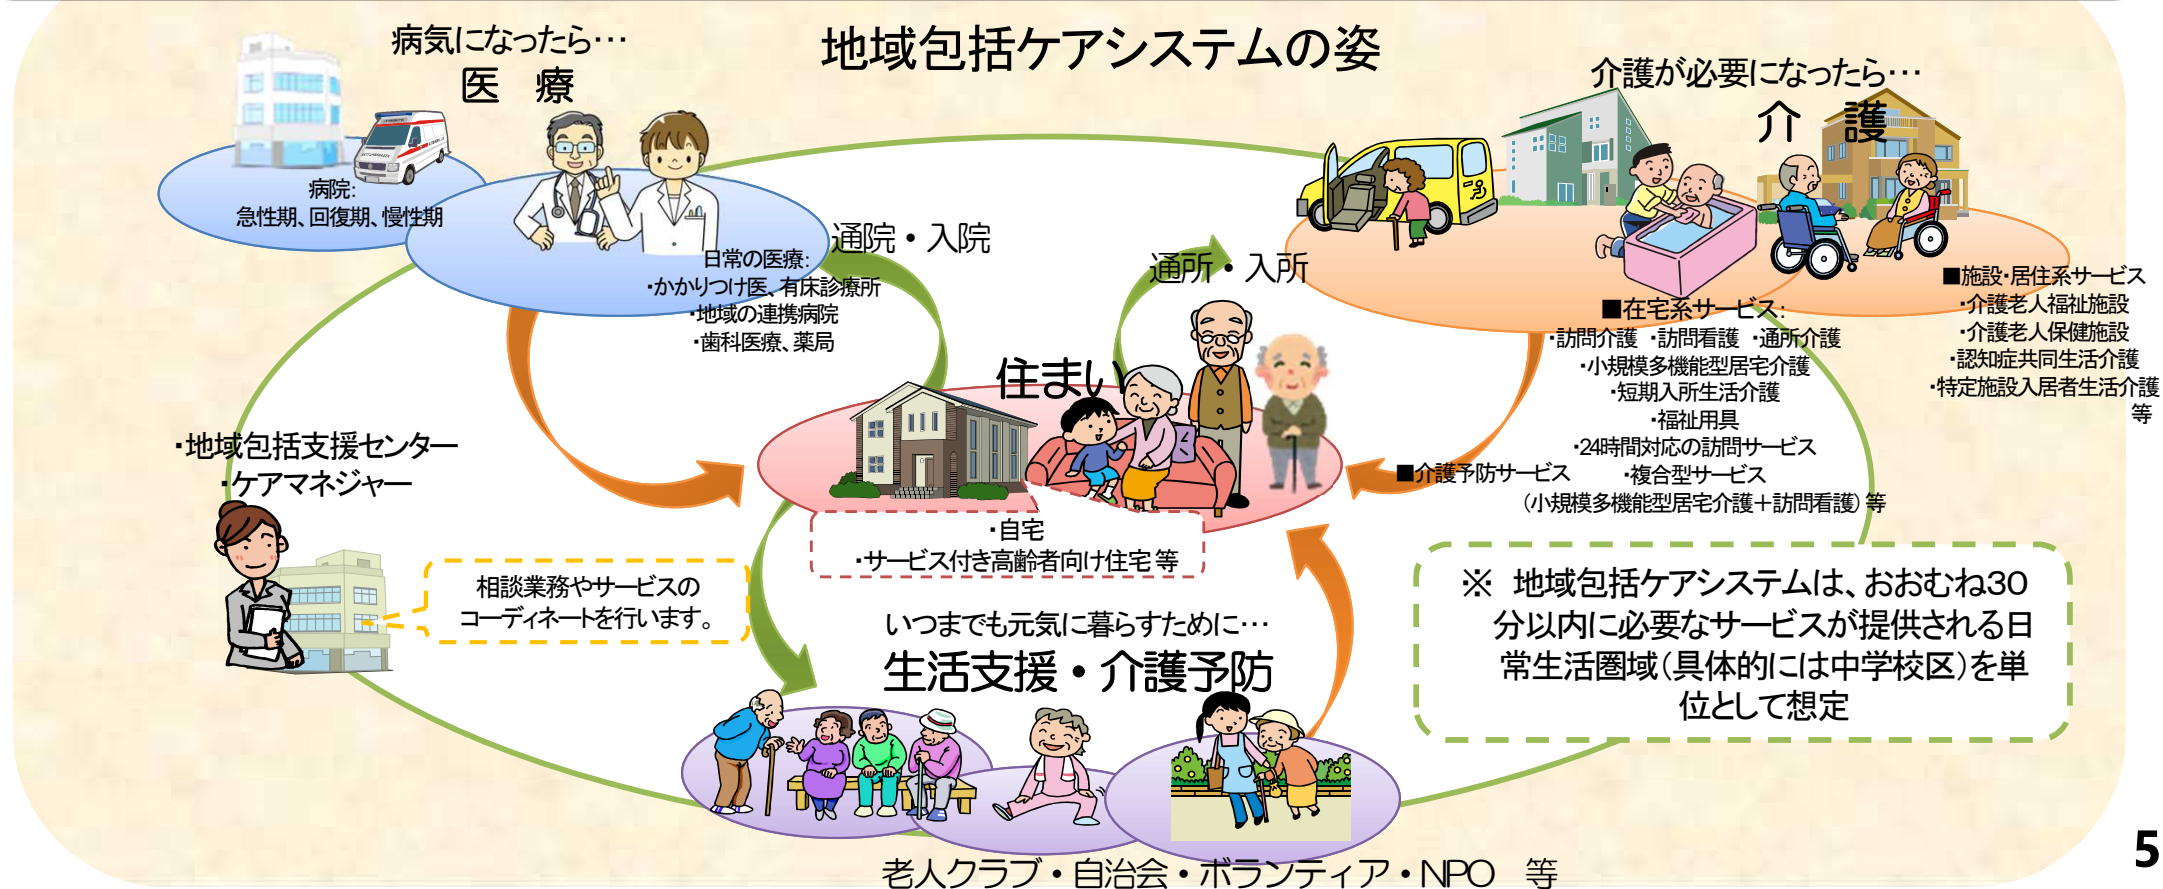 地域包括ケアシステムの姿
病気になったら…
医 療
病院:
急性期、回復期、慢性期
日常の医療:
・かかりつけ医、有床診療所
・地域の連携病院
・歯科医療、薬局
通院・入院
通所・入所
介護が必要になったら…
介 護
■在宅系サービス:
・訪問介護 ・訪問看護 ・通所介護
・小規模多機能型居宅介護
・短期入所生活介護
・福祉用具
・24時間対応の訪問サービス
・複合型サービス
(小規模多機能型居宅介護+訪問看護)等
■介護予防サービス
■施設・居住系サービス
・介護老人福祉施設
・介護老人保健施設
・認知症共同生活介護
・特定施設入居者生活介護
等
住まい
・自宅
・サービス付き高齢者向け住宅 等
・地域包括支援センター
・ケアマネジャー
相談業務やサービスの
コーディネートを行います。
いつまでも元気に暮らすために…
生活支援・介護予防
老人クラブ・自治会・ボランティア・NPO 等
※ 地域包括ケアシステムは、おおむね30
分以内に必要なサービスが提供される日
常生活圏域(具体的には中学校区)を単
位として想定
5